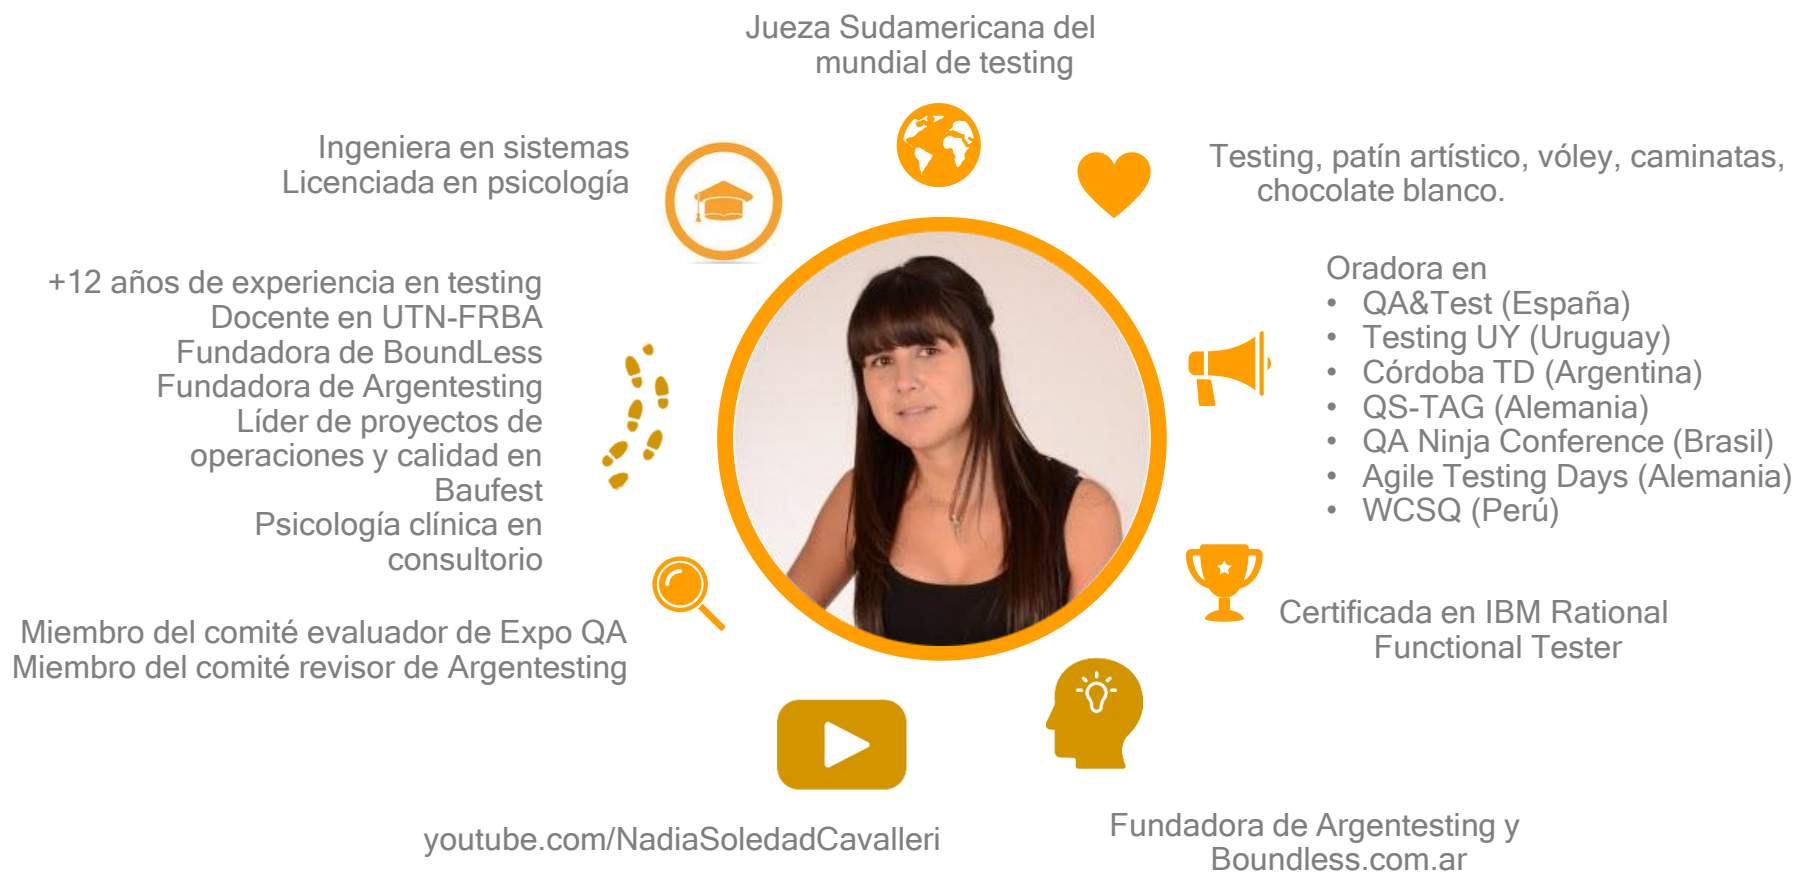 Jueza Sudamericana del
mundial de testing
Ingeniera en sistemas
Licenciada en psicología
Testing, patín artístico, vóley, caminatas,
chocolate blanco.
+12 años de experiencia en testing
Docente en UTN-FRBA
Fundadora de BoundLess
Fundadora de Argentesting
Líder de proyectos de
operaciones y calidad en
Baufest
Psicología clínica en
consultorio
Oradora en
• QA&Test (España)
• Testing UY (Uruguay)
• Córdoba TD (Argentina)
• QS-TAG (Alemania)
• QA Ninja Conference (Brasil)
• Agile Testing Days (Alemania)
• WCSQ (Perú)
Miembro del comité evaluador de Expo QA
Miembro del comité revisor de Argentesting
Certificada en IBM Rational
Functional Tester
youtube.com/NadiaSoledadCavalleri
Fundadora de Argentesting y
Boundless.com.ar